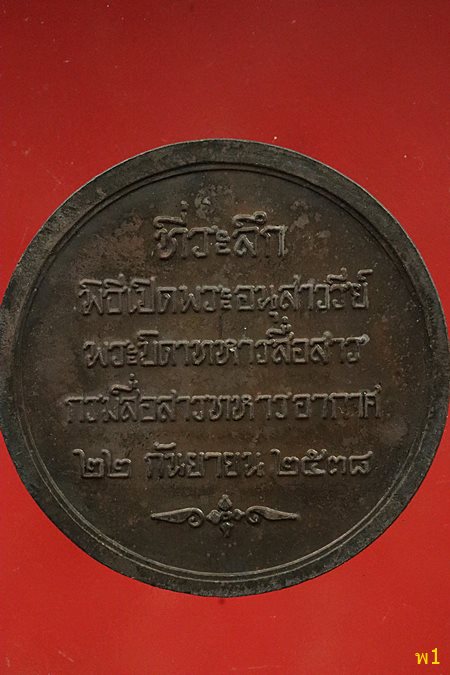 ที่ระลึก
พิธีเปิดพระอนุสาวรีย์
พระบิดาทหารสื่อสาร
กรมสื่อสารทหารอากาศ
๒๒ กันยายน ๒๕๓๘
พ1